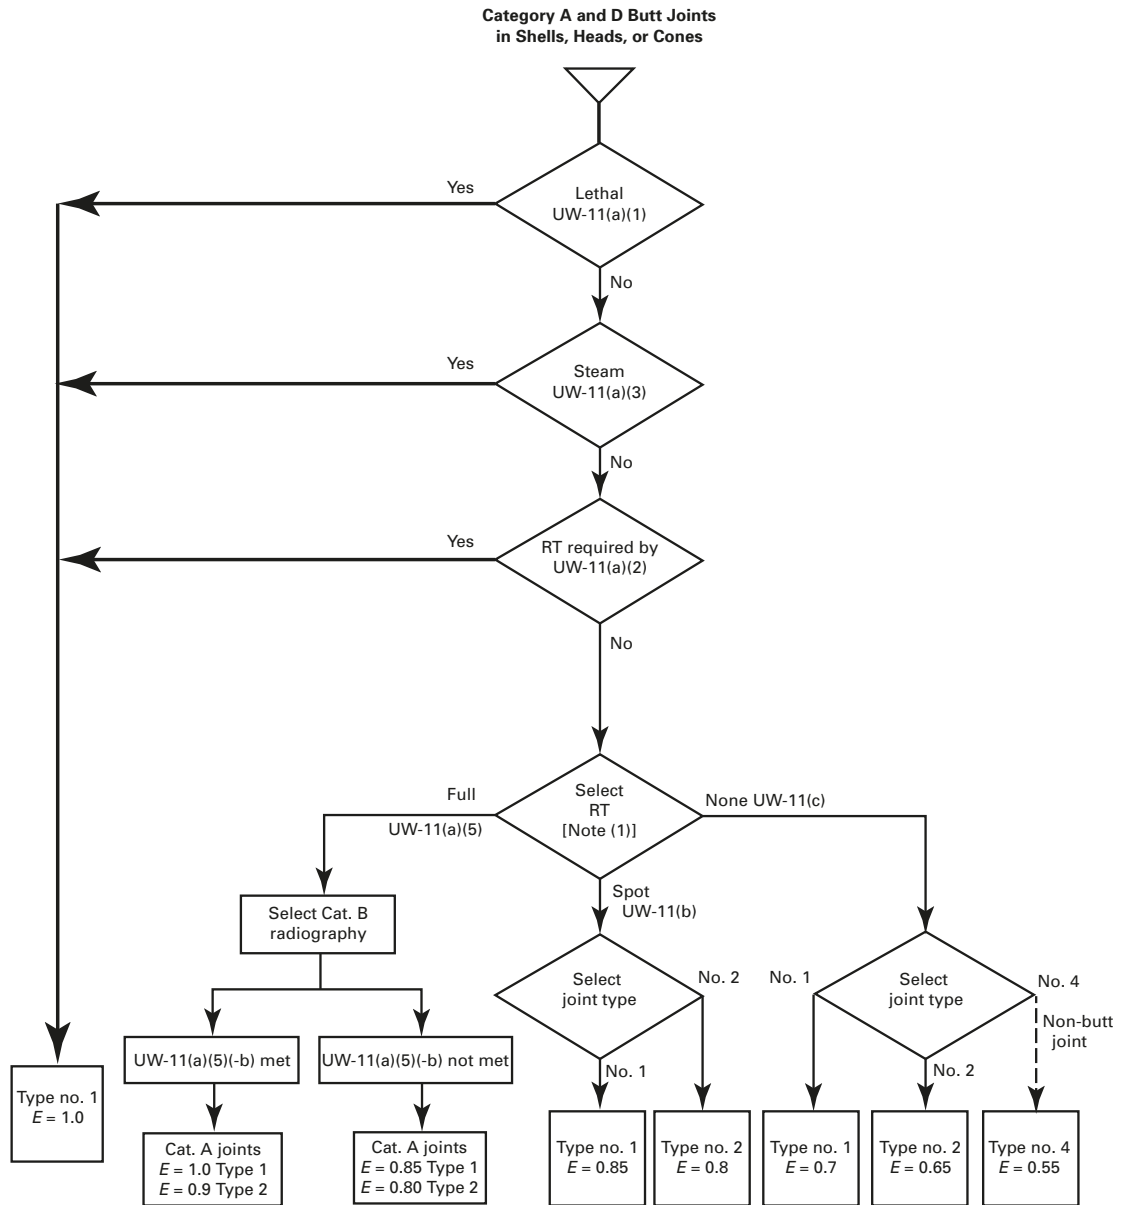 Category A and D Butt Joints
in Shells, Heads, or Cones
Yes
Lethal
UW-11(a)(1)
No
Yes
Steam
UW-11(a)(3)
No
Yes
RT required by
UW-11(a)(2)
No
Full
UW-11(a)(5)
Select
RT
[Note (1)]
None UW-11(c)
Spot
UW-11(b)
Select Cat. B
radiography
Select
joint type
No. 2
No. 1
No. 1
Select
joint type
No. 4
Non-butt
joint
No. 2
UW-11(a)(5)(-b) met
UW-11(a)(5)(-b) not met
Type no. 1
E = 1.0
Cat. A joints
E = 1.0 Type 1
E = 0.9 Type 2
Cat. A joints
E = 0.85 Type 1
E = 0.80 Type 2
Type no. 1
E = 0.85
Type no. 2
E = 0.8
Type no. 1
E = 0.7
Type no. 2
E = 0.65
Type no. 4
E = 0.55